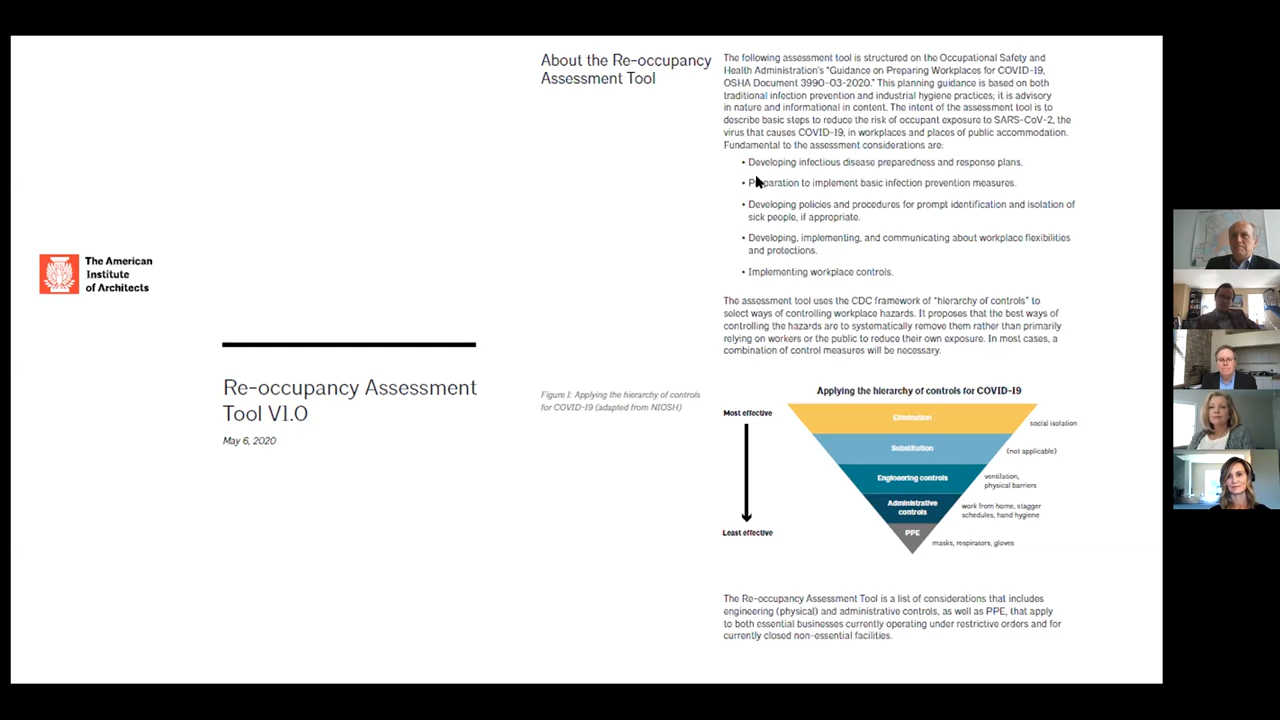 The American
Institute
of Architects
Re-occupancy Assessment
Tool V1.0
May 6, 2020
About the Re-occupancy
Assessment Tool
The following assessment tool is structured on the Occupational Safety and
Health Administration's "Guidance on Preparing Workplaces for COVID-19,
OSHA Document 3990-03-2020." This planning guidance is based on both
traditional infection prevention and industrial hygiene practices; it is advisory
in nature and informational in content. The intent of the assessment tool is to
describe basic steps to reduce the risk of occupant exposure to SARS-CoV-2, the
virus that causes COVID-19, in workplaces and places of public accommodation.
Fundamental to the assessment considerations are:
• Developing infectious disease preparedness and response plans.
• Preparation to implement basic infection prevention measures.
• Developing policies and procedures for prompt identification and isolation of
sick people, if appropriate.
• Developing, implementing, and communicating about workplace flexibilities
and protections.
• Implementing workplace controls.
The assessment tool uses the CDC framework of "hierarchy of controls" to
select ways of controlling workplace hazards. It proposes that the best ways of
controlling the hazards are to systematically remove them rather than primarily
relying on workers or the public to reduce their own exposure. In most cases, a
combination of control measures will be necessary.
Figure 1: Applying the hierarchy of controls
for COVID-19 (adapted from NIOSH)
Applying the hierarchy of controls for COVID-19
Most effective
Least effective
Elimination
social isolation
Substitution
(not applicable)
Engineering controls
ventilation,
physical barriers
Administrative
controls
work from home, stagger
schedules, hand hygiene
PPE
masks, respirators, gloves
The Re-occupancy Assessment Tool is a list of considerations that includes
engineering (physical) and administrative controls, as well as PPE, that apply
to both essential businesses currently operating under restrictive orders and for
currently closed non-essential facilities.